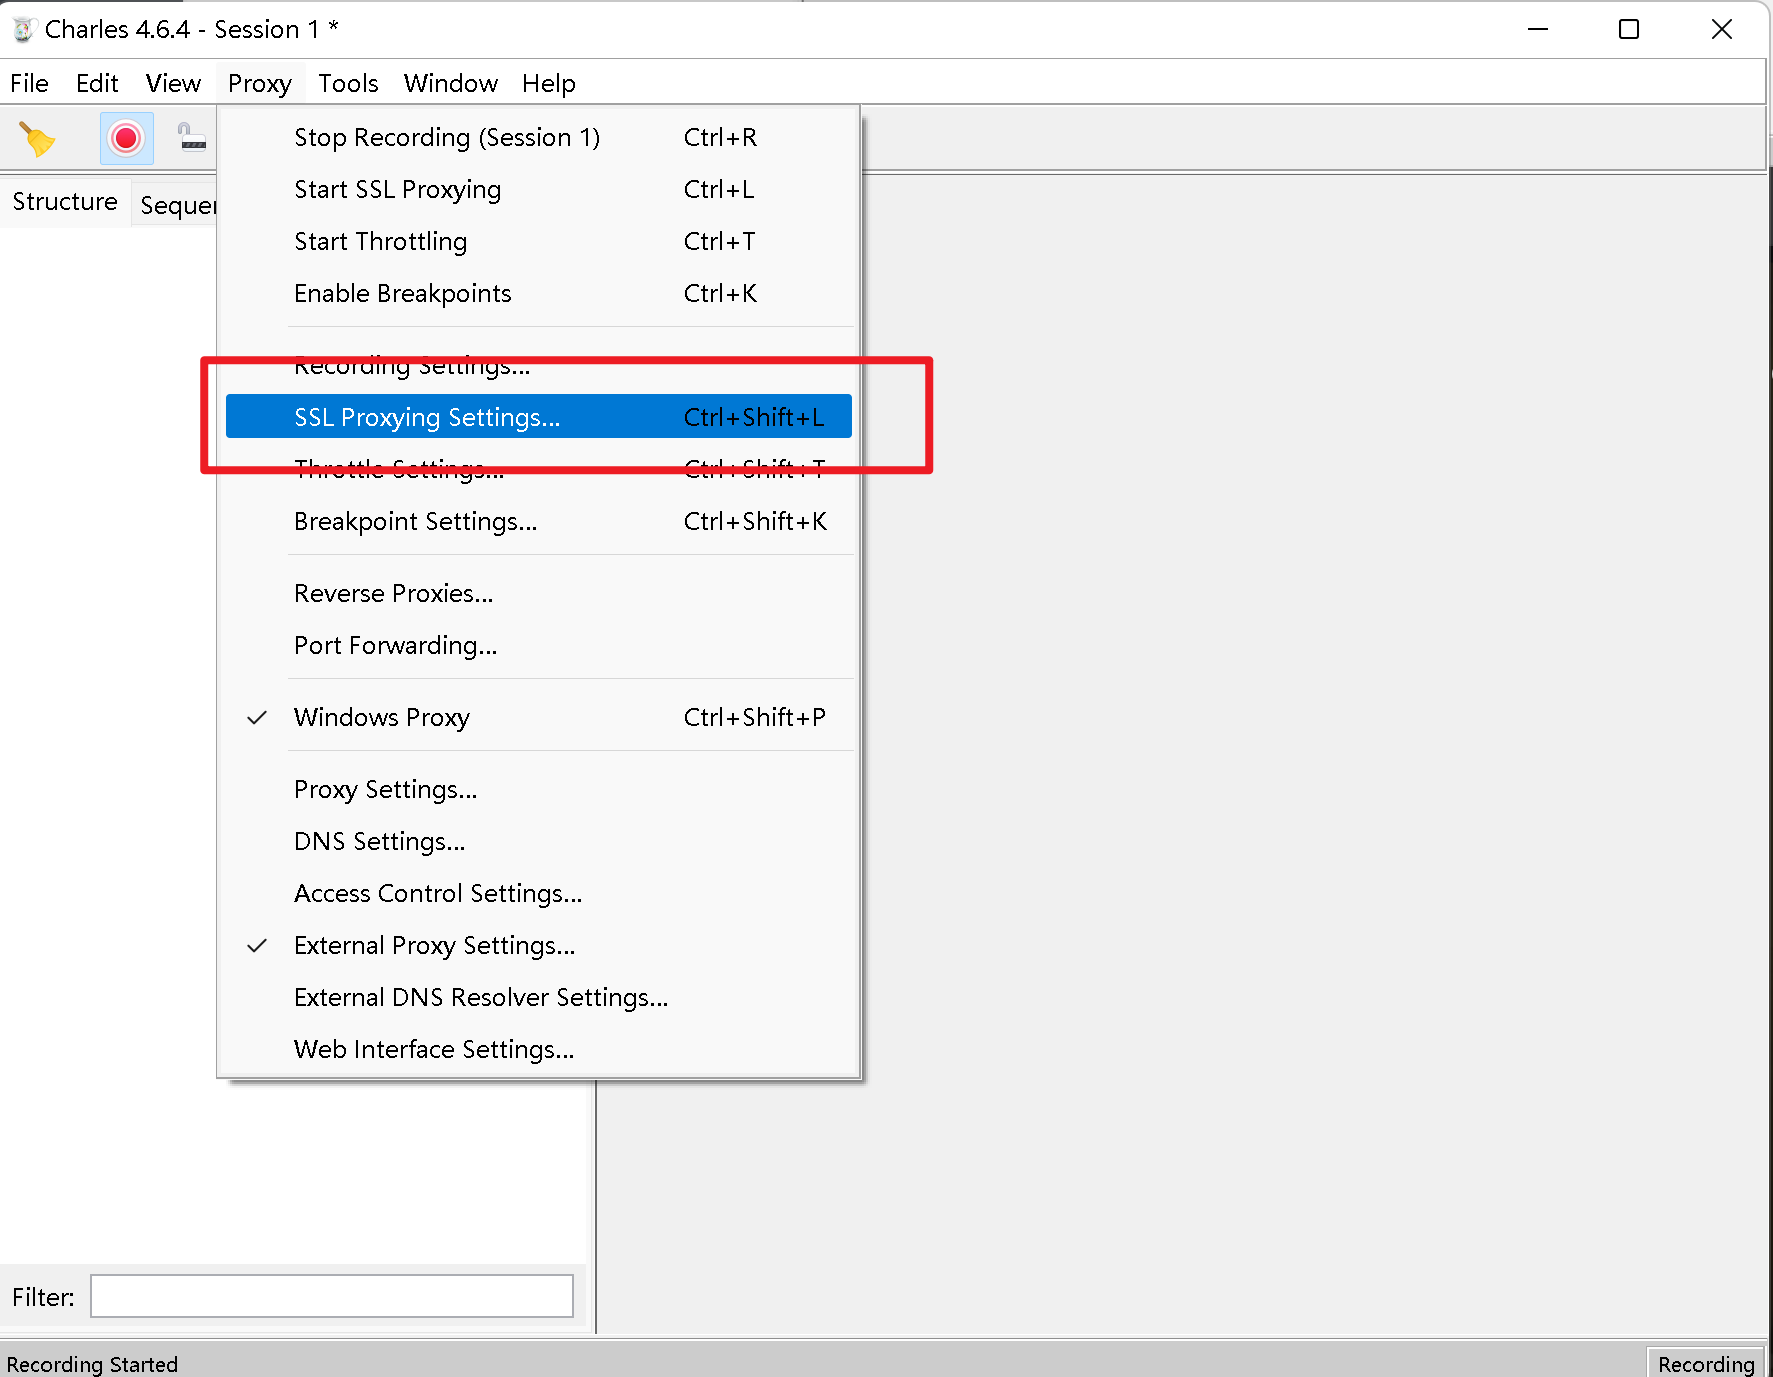 Charles 4.6.4 - Session 1 *
File Edit View Proxy Tools Window Help
Stop Recording (Session 1) Ctrl+R
Start SSL Proxying Ctrl+L
Structure
Start Throttling Ctrl+T
Enable Breakpoints Ctrl+K
Recording Settings...
SSL Proxying Settings... Ctrl+Shift+L
Throttle Settings... Ctrl+Shift+T
Breakpoint Settings... Ctrl+Shift+K
Reverse Proxies...
Port Forwarding...
Windows Proxy Ctrl+Shift+P
Proxy Settings...
DNS Settings...
Access Control Settings...
External Proxy Settings...
External DNS Resolver Settings...
Web Interface Settings...
Filter:
Recording Started Recording